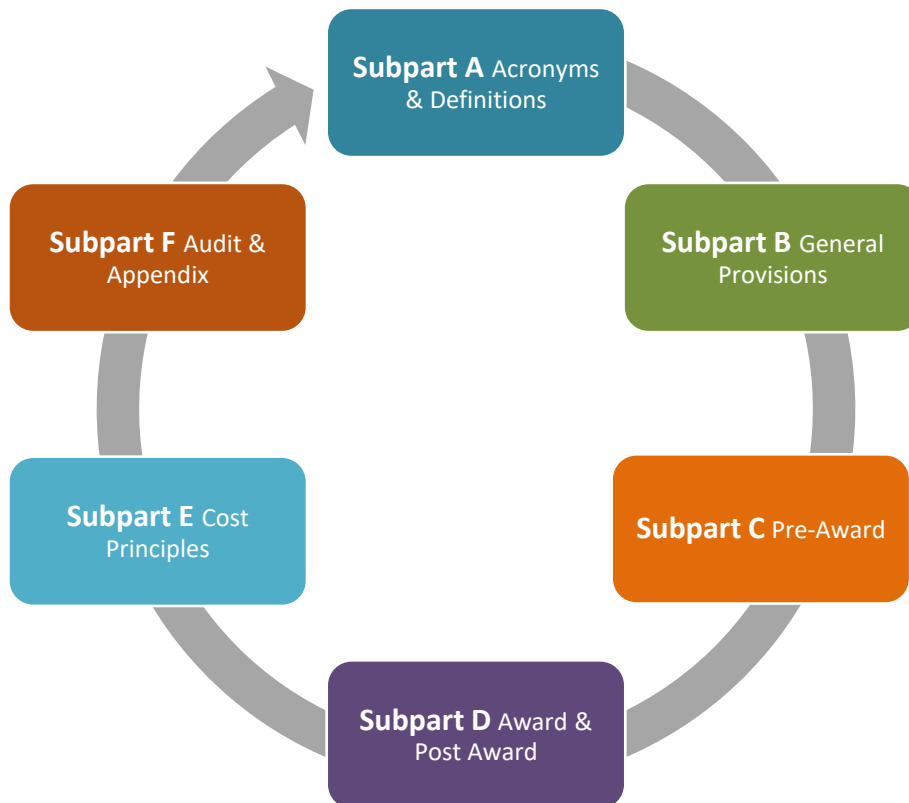 Subpart A Acronyms
& Definitions
Subpart B General
Provisions
Subpart C Pre-Award
Subpart D Award &
Post Award
Subpart E Cost
Principles
Subpart F Audit &
Appendix